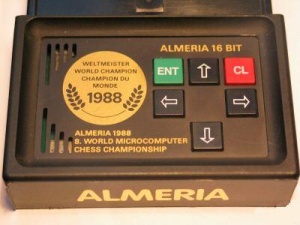 ALMERIA 16 BIT
WELTMEISTER
WORLD CHAMPION
CHAMPION DU
MONDE
1988
ENT
CL
ALMERIA 1988
8. WORLD MICROCOMPUTER
CHESS CHAMPIONSHIP
ALMERIA